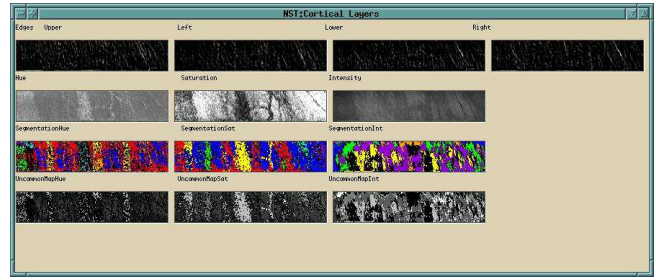 NST:Cortical Layers
Edges Upper Left Lower Right
Hue Saturation Intensity
SegmentationHue SegmentationSat SegmentationInt
UncommonMapHue UncommonMapSat UncommonMapInt